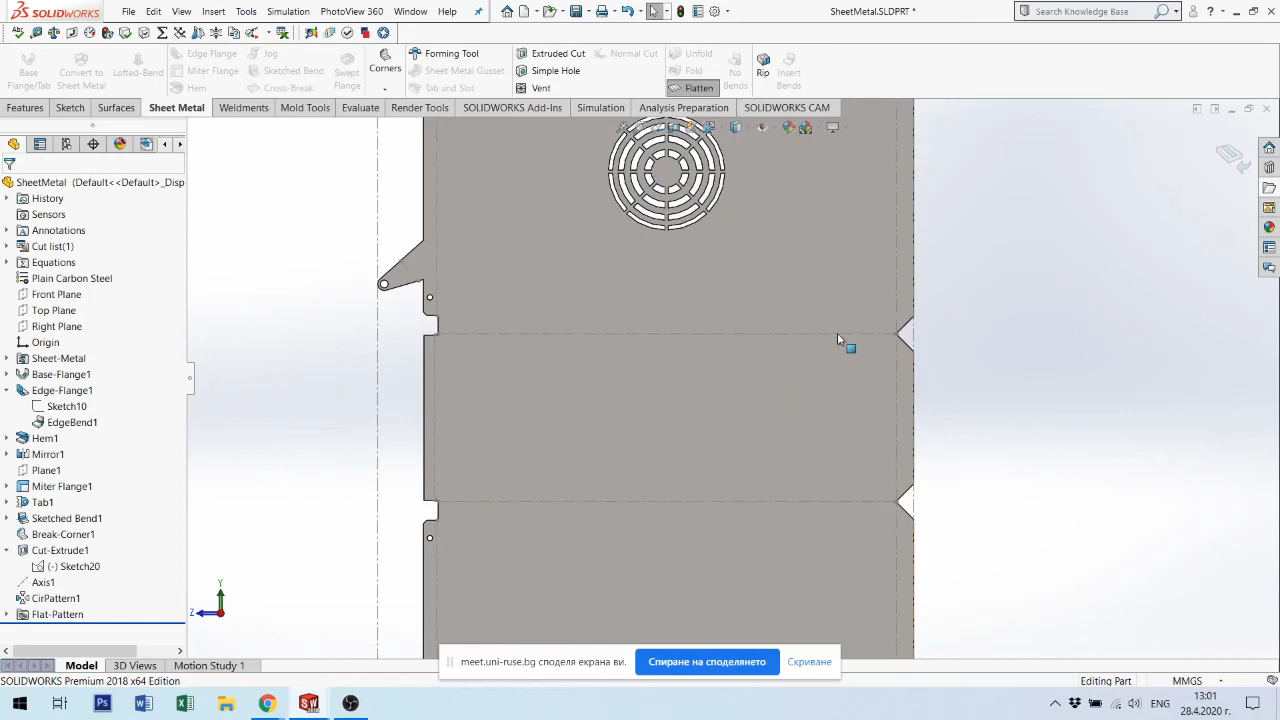 SOLIDWORKS File Edit View Insert Tools Simulation PhotoView 360 Window Help SheetMetal.SLDPRT * Search Knowledge Base
Base Flange/Tab
Convert to Sheet Metal
Lofted-Bend
Edge Flange
Miter Flange
Hem
Jog
Sketched Bend
Cross-Break
Swept Flange
Corners
Forming Tool
Sheet Metal Gusset
Tab and Slot
Extruded Cut
Simple Hole
Vent
Normal Cut
Unfold
Fold
Flatten
No Bends
Rip
Insert Bends
Features Sketch Surfaces Sheet Metal Weldments Mold Tools Evaluate Render Tools SOLIDWORKS Add-Ins Simulation Analysis Preparation SOLIDWORKS CAM
SheetMetal (Default<<Default>_Disp
History
Sensors
Annotations
Cut list(1)
Equations
Plain Carbon Steel
Front Plane
Top Plane
Right Plane
Origin
Sheet-Metal
Base-Flange1
Edge-Flange1
Sketch10
EdgeBend1
Hem1
Mirror1
Plane1
Miter Flange1
Tab1
Sketched Bend1
Break-Corner1
Cut-Extrude1
(-) Sketch20
Axis1
CirPattern1
Flat-Pattern
Y
Z
meet.uni-ruse.bg споделя екрана ви. Спиране на споделянето Скриване
Model 3D Views Motion Study 1
SOLIDWORKS Premium 2018 x64 Edition Editing Part MMGS
ENG 13:01
28.4.2020 г.